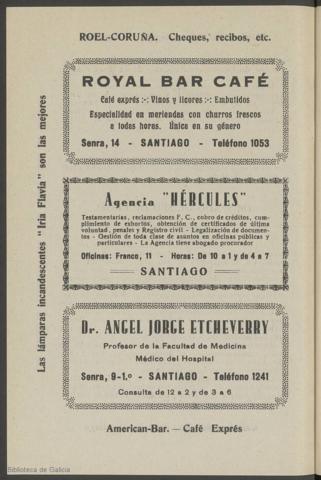 ROEL-CORUÑA. Cheques, recibos, etc.
Las lámparas incandescentes "Iria Flavia" son las mejores
ROYAL BAR CAFÉ
Café exprés :-: Vinos y licores :-: Embutidos
Especialidad en meriendas con churros frescos
a todas horas. Única en su género
Senra, 14 - SANTIAGO - Teléfono 1053
Agencia "HÉRCULES"
Testamentarías, reclamaciones F. C., cobro de créditos, cum-
plimiento de exhortos, obtención de certificados de última
voluntad, penales y Registro civil - Legalización de documen-
tos - Gestión de toda clase de asuntos en oficinas públicas y
particulares - La Agencia tiene abogado procurador
Oficinas: Franco, 11 - Horas: De 10 a 1 y de 4 a 7
SANTIAGO
Dr. ANGEL JORGE ETCHEVERRY
Profesor de la Facultad de Medicina
Médico del Hospital
Senra, 9-1.º - SANTIAGO - Teléfono 1241
Consulta de 12 a 2 y de 3 a 6
American-Bar. — Café Exprés
Biblioteca de Galicia